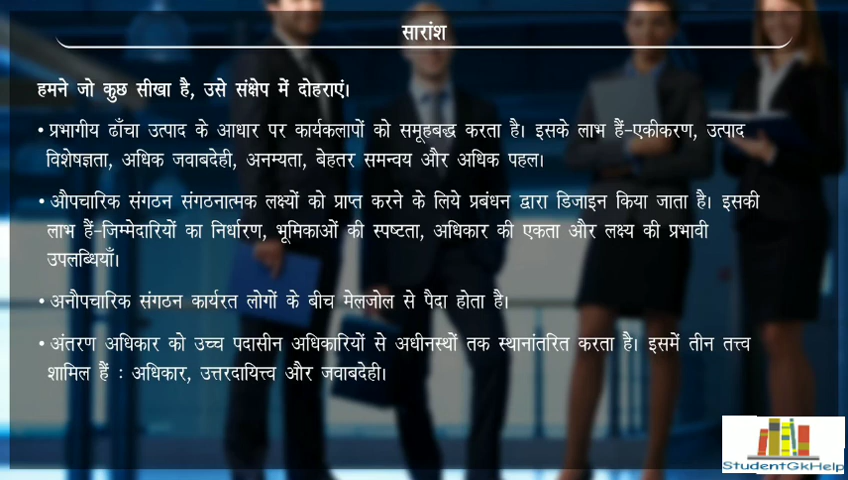 सारांश
हमने जो कुछ सीखा है, उसे संक्षेप में दोहराएं।
• प्रभागीय ढाँचा उत्पाद के आधार पर कार्यकलापों को समूहबद्ध करता है। इसके लाभ हैं-एकीकरण, उत्पाद
विशेषज्ञता, अधिक जवाबदेही, अनम्यता, बेहतर समन्वय और अधिक पहल।
• औपचारिक संगठन संगठनात्मक लक्ष्यों को प्राप्त करने के लिये प्रबंधन द्वारा डिजाइन किया जाता है। इसकी
लाभ हैं-जिम्मेदारियों का निर्धारण, भूमिकाओं की स्पष्टता, अधिकार की एकता और लक्ष्य की प्रभावी
उपलब्धियाँ।
• अनौपचारिक संगठन कार्यरत लोगों के बीच मेलजोल से पैदा होता है।
• अंतरण अधिकार को उच्च पदासीन अधिकारियों से अधीनस्थों तक स्थानांतरित करता है। इसमें तीन तत्त्व
शामिल हैं : अधिकार, उत्तरदायित्त्व और जवाबदेही।
StudentGkHelp